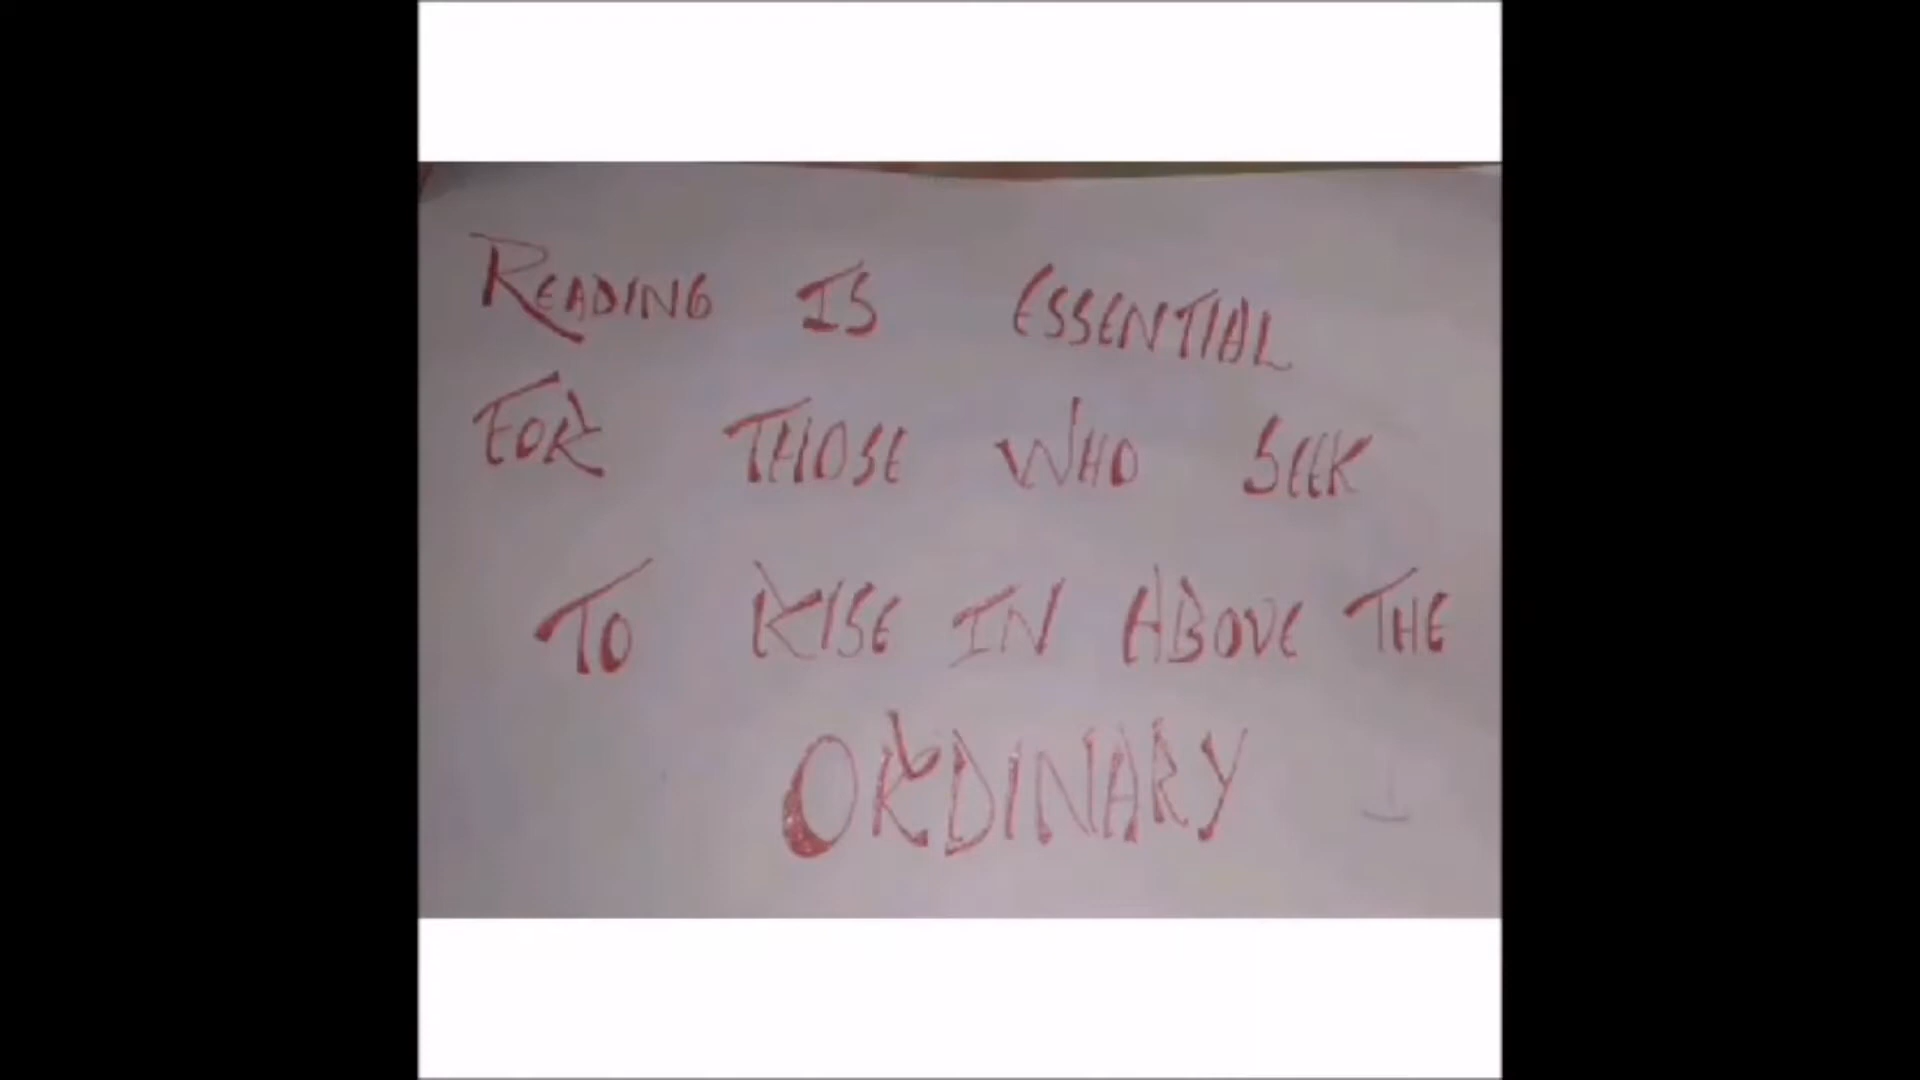 READING IS ESSENTIAL
FOR THOSE WHO SEEK
TO RISE IN ABOVE THE
ORDINARY